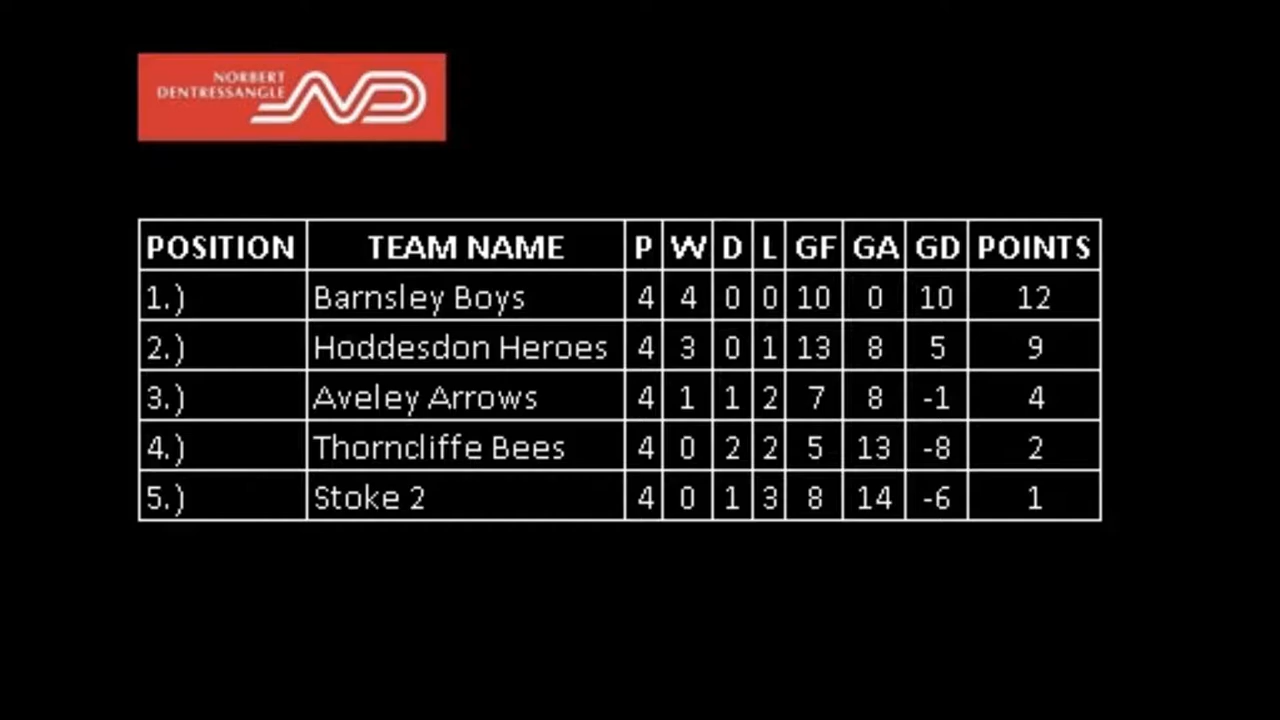 NORBERT
DENTRESSANGLE
POSITION TEAM NAME P W D L GF GA GD POINTS
1.) Barnsley Boys 4 4 0 0 10 0 10 12
2.) Hoddesdon Heroes 4 3 0 1 13 8 5 9
3.) Aveley Arrows 4 1 1 2 7 8 -1 4
4.) Thorncliffe Bees 4 0 2 2 5 13 -8 2
5.) Stoke 2 4 0 1 3 8 14 -6 1